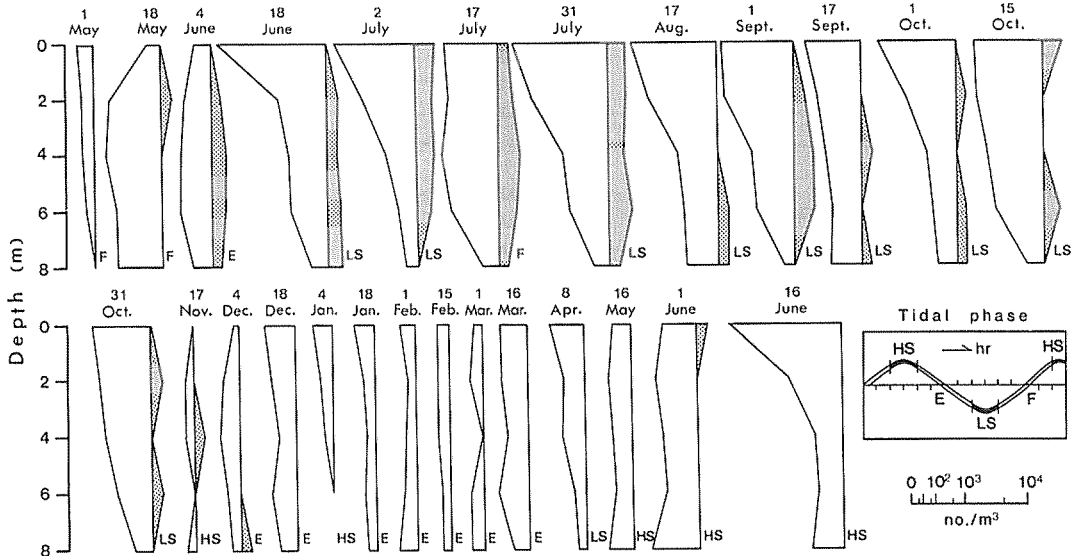 1 18 4 18 2 17 31 17 1 17 1 15
May May June June July July July Aug. Sept. Sept. Oct. Oct.
0
2
4
6
8
F F E LS LS F LS LS LS LS LS LS
Depth (m)
31 17 4 18 4 18 1 15 1 16 8 16 1 16
Oct. Nov. Dec. Dec. Jan. Jan. Feb. Feb. Mar. Mar. Apr. May June June
0
2
4
6
8
LS HS E E HS E E E E E LS HS HS HS
Tidal phase
HS hr HS
E F
LS
0 10² 10³ 10⁴
no./m³